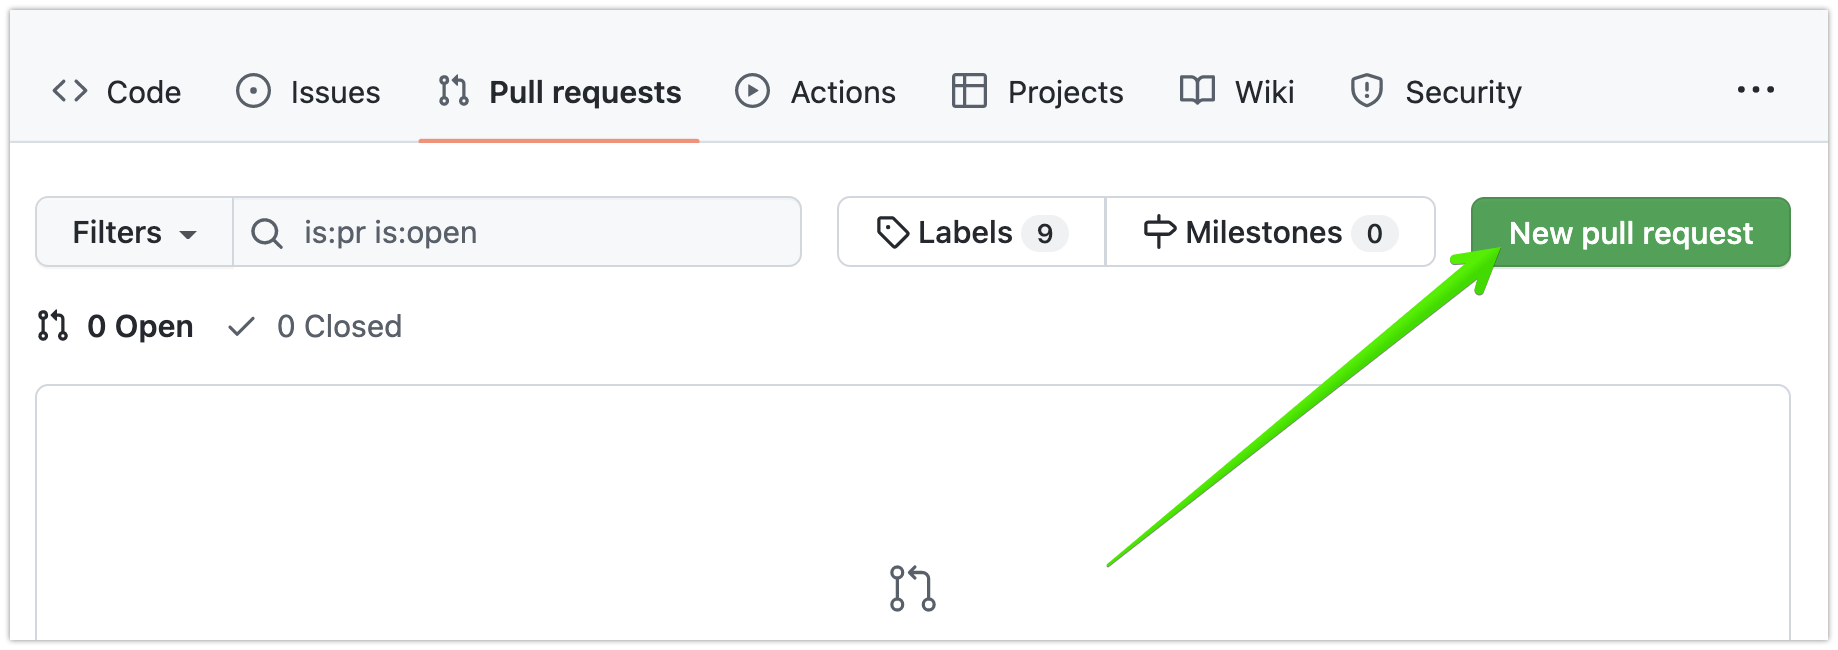 Code Issues Pull requests Actions Projects Wiki Security
Filters is:pr is:open Labels 9 Milestones 0 New pull request
0 Open 0 Closed